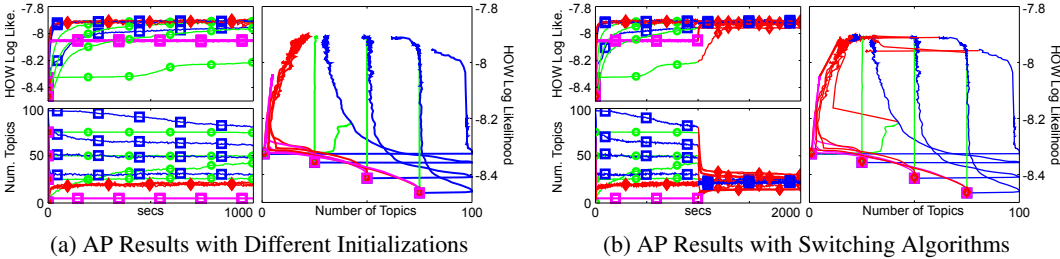 HOW Log Like.
-7.8
-8
-8.2
-8.4
Num. Topics
100
50
0
0
secs
1000
0
Number of Topics
100
-7.8
-8
-8.2
-8.4
HOW Log Likelihood
(a) AP Results with Different Initializations
HOW Log Like.
-7.8
-8
-8.2
-8.4
Num. Topics
100
50
0
0
secs
2000
0
Number of Topics
100
-7.8
-8
-8.2
-8.4
HOW Log Likelihood
(b) AP Results with Switching Algorithms